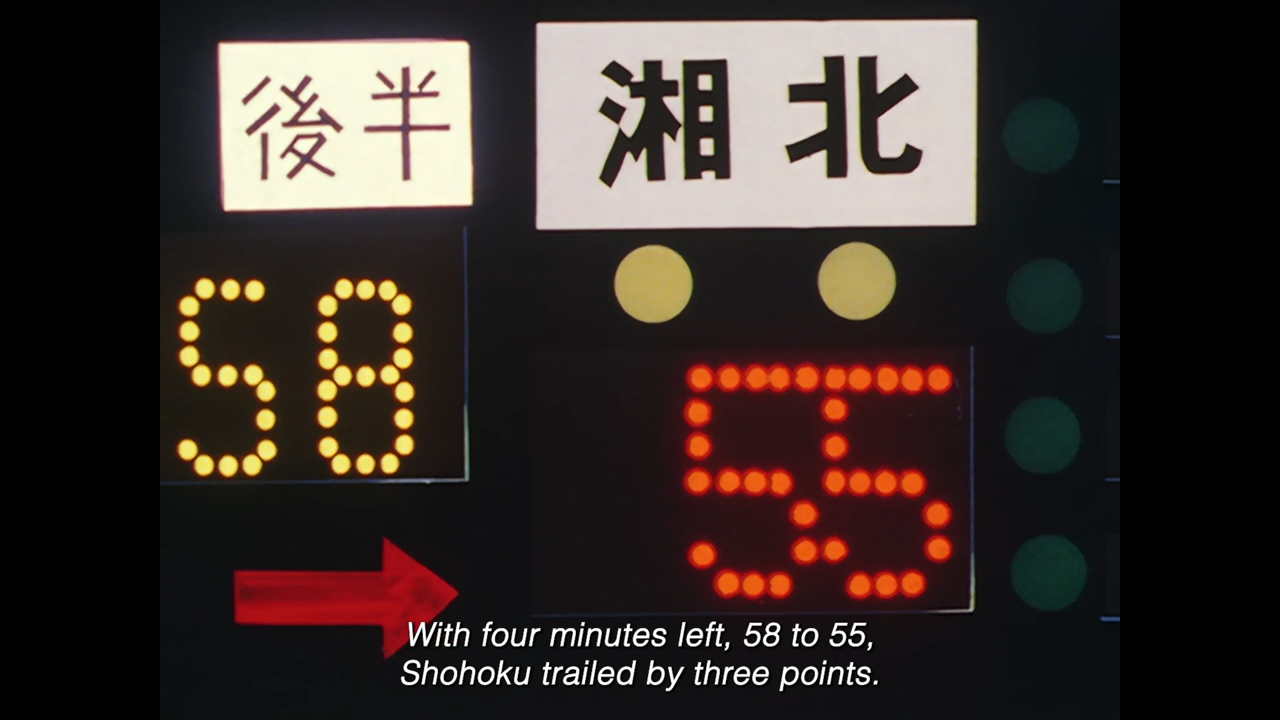 後半
湘北
58
55
With four minutes left, 58 to 55,
Shohoku trailed by three points.